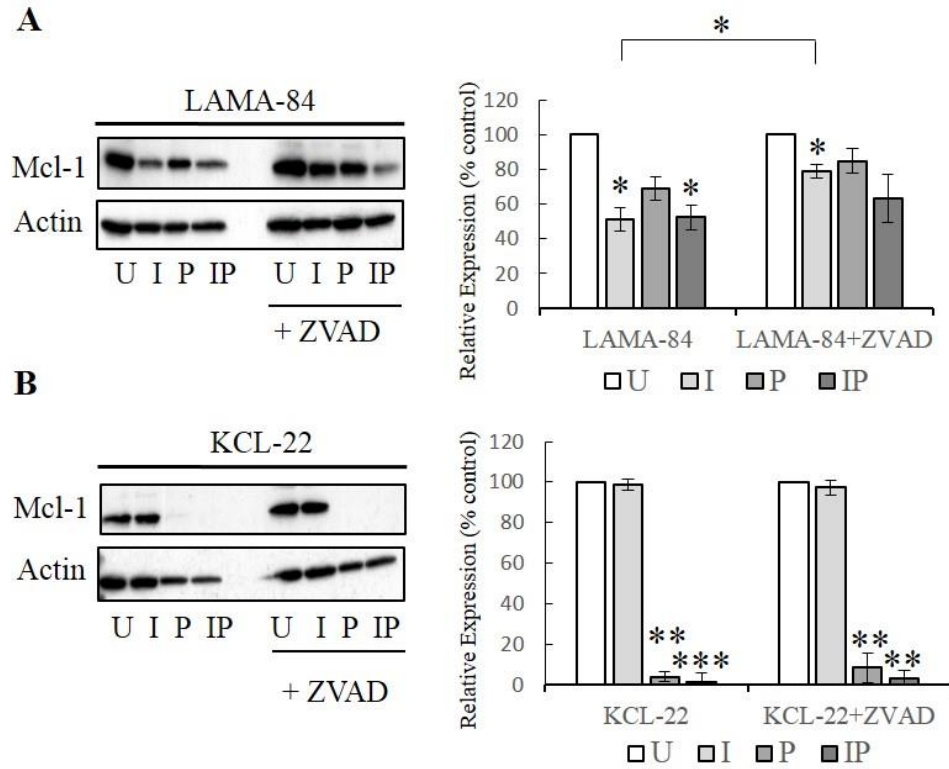 A
LAMA-84
Mcl-1
Actin
U I P IP
+ ZVAD
*
Relative Expression (% control)
120
100
80
60
40
20
0
* * *
LAMA-84 LAMA-84+ZVAD
U I P IP
B
KCL-22
Mcl-1
Actin
U I P IP U I P IP
+ ZVAD
Relative Expression (% control)
120
100
80
60
40
20
0
** *** ** **
KCL-22 KCL-22+ZVAD
U I P IP